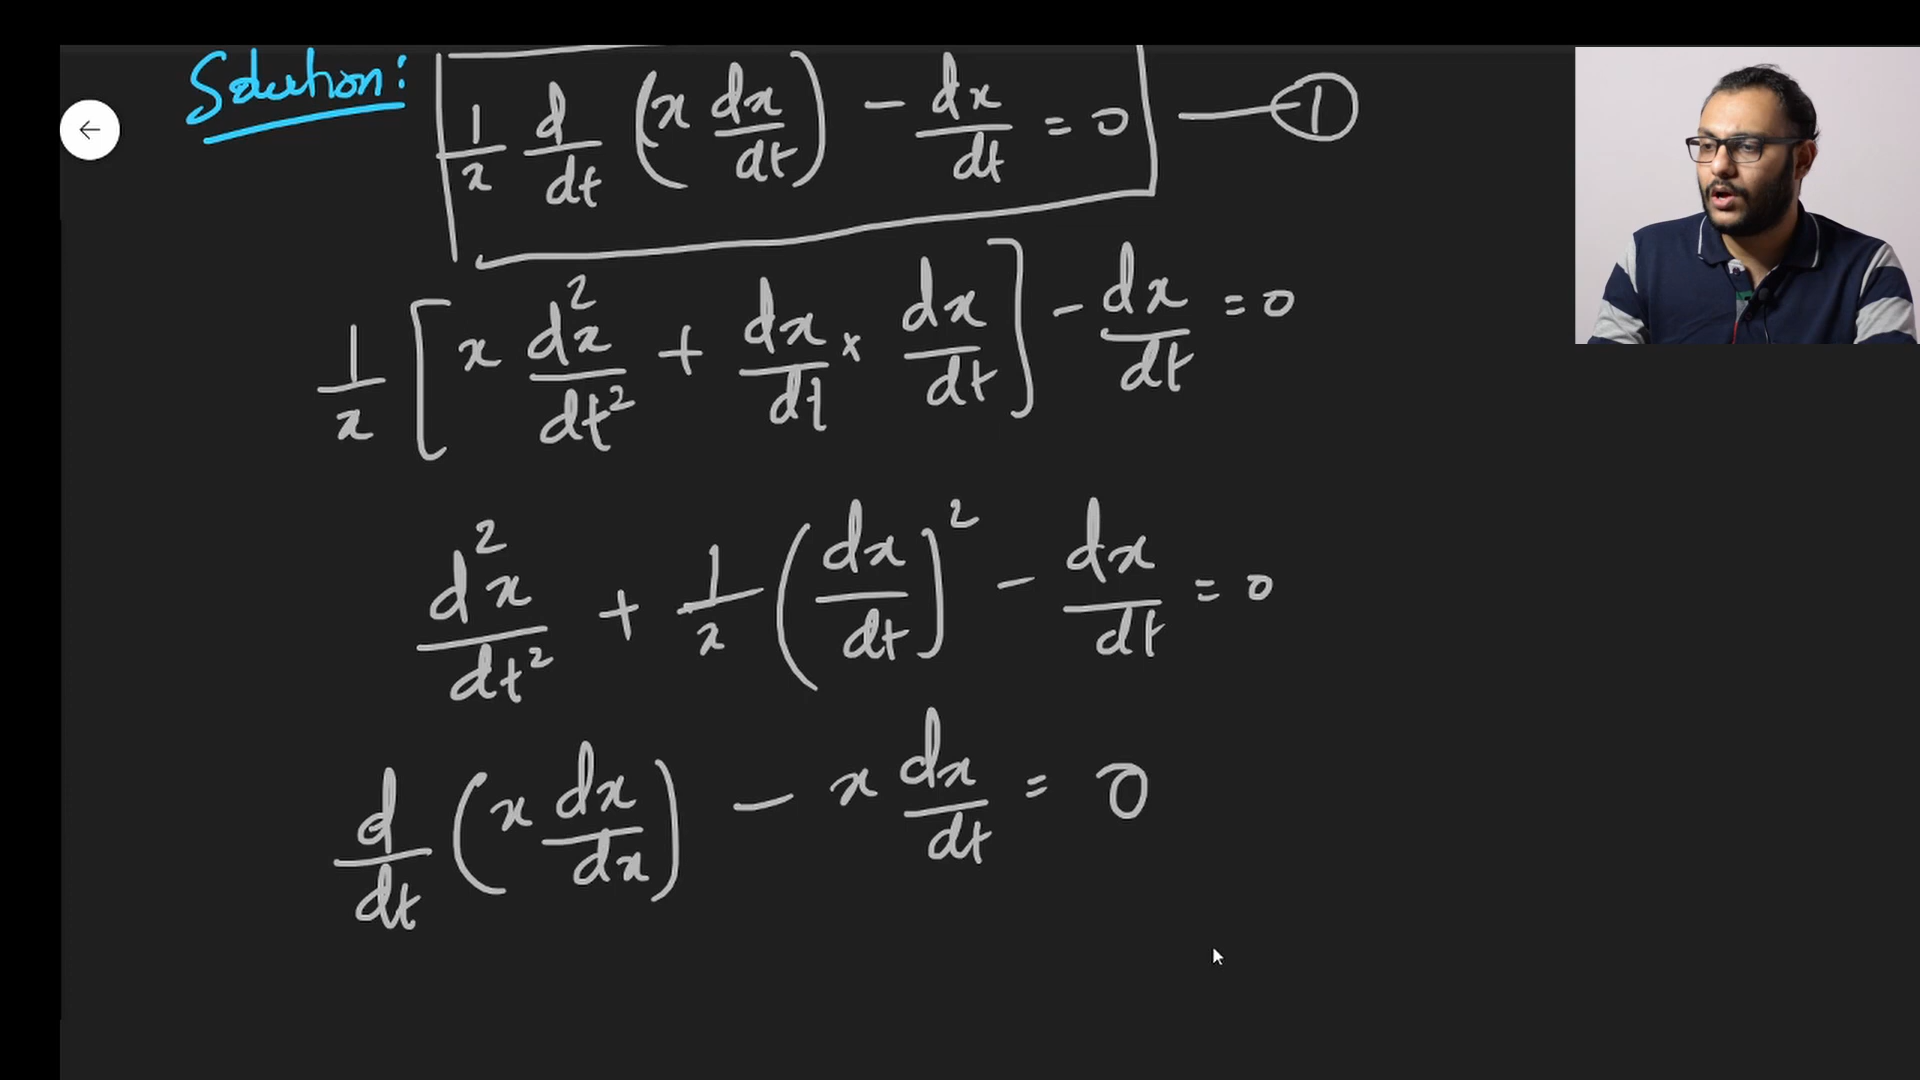 Solution:
1/x d/dt (x dx/dt) - dx/dt = 0 — ①
1/x [x d²x/dt² + dx/dt × dx/dt] - dx/dt = 0
d²x/dt² + 1/x (dx/dt)² - dx/dt = 0
d/dt (x dx/dx) - x dx/dt = 0